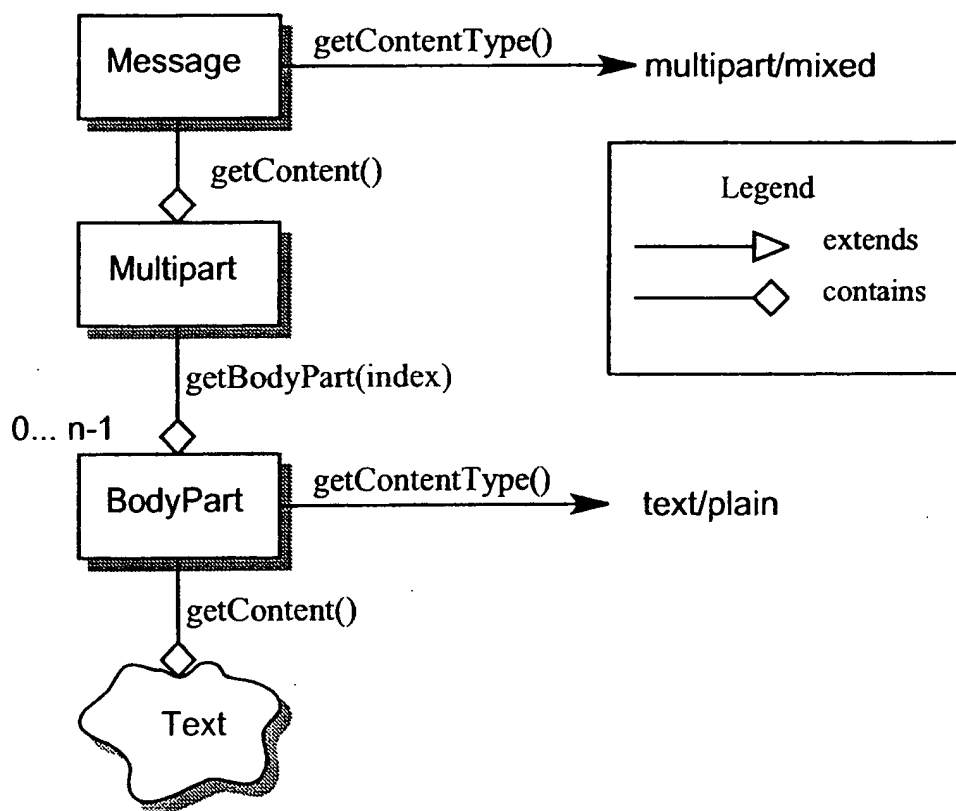 Message
getContentType()
multipart/mixed
getContent()
Legend
extends
contains
Multipart
getBodyPart(index)
0... n-1
BodyPart
getContentType()
text/plain
getContent()
Text